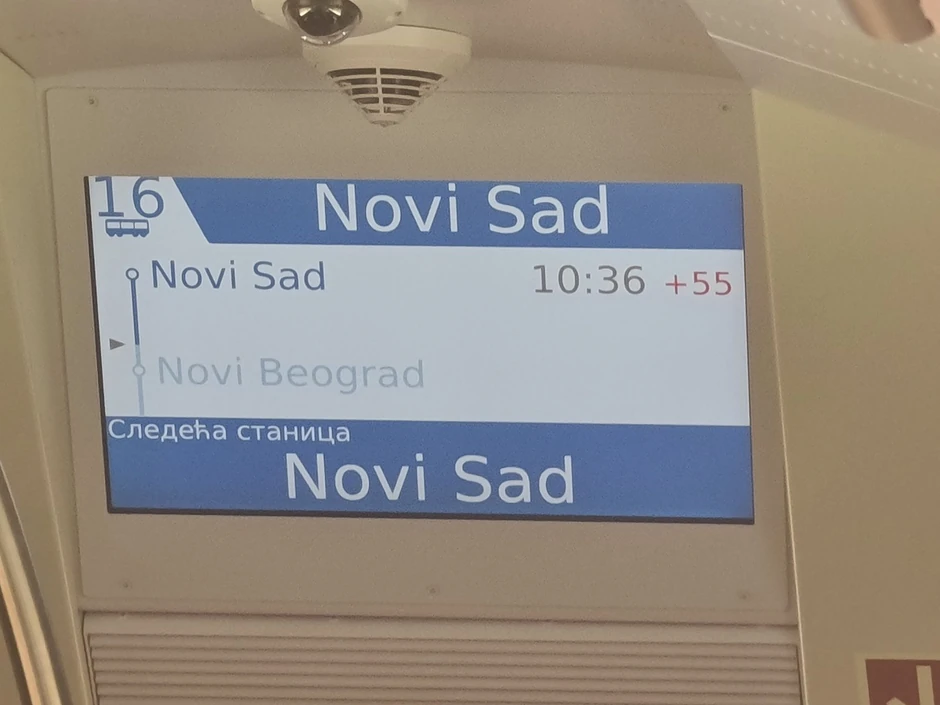 16 Novi Sad
Novi Sad 10:36 +55
Novi Beograd
Следећа станица
Novi Sad